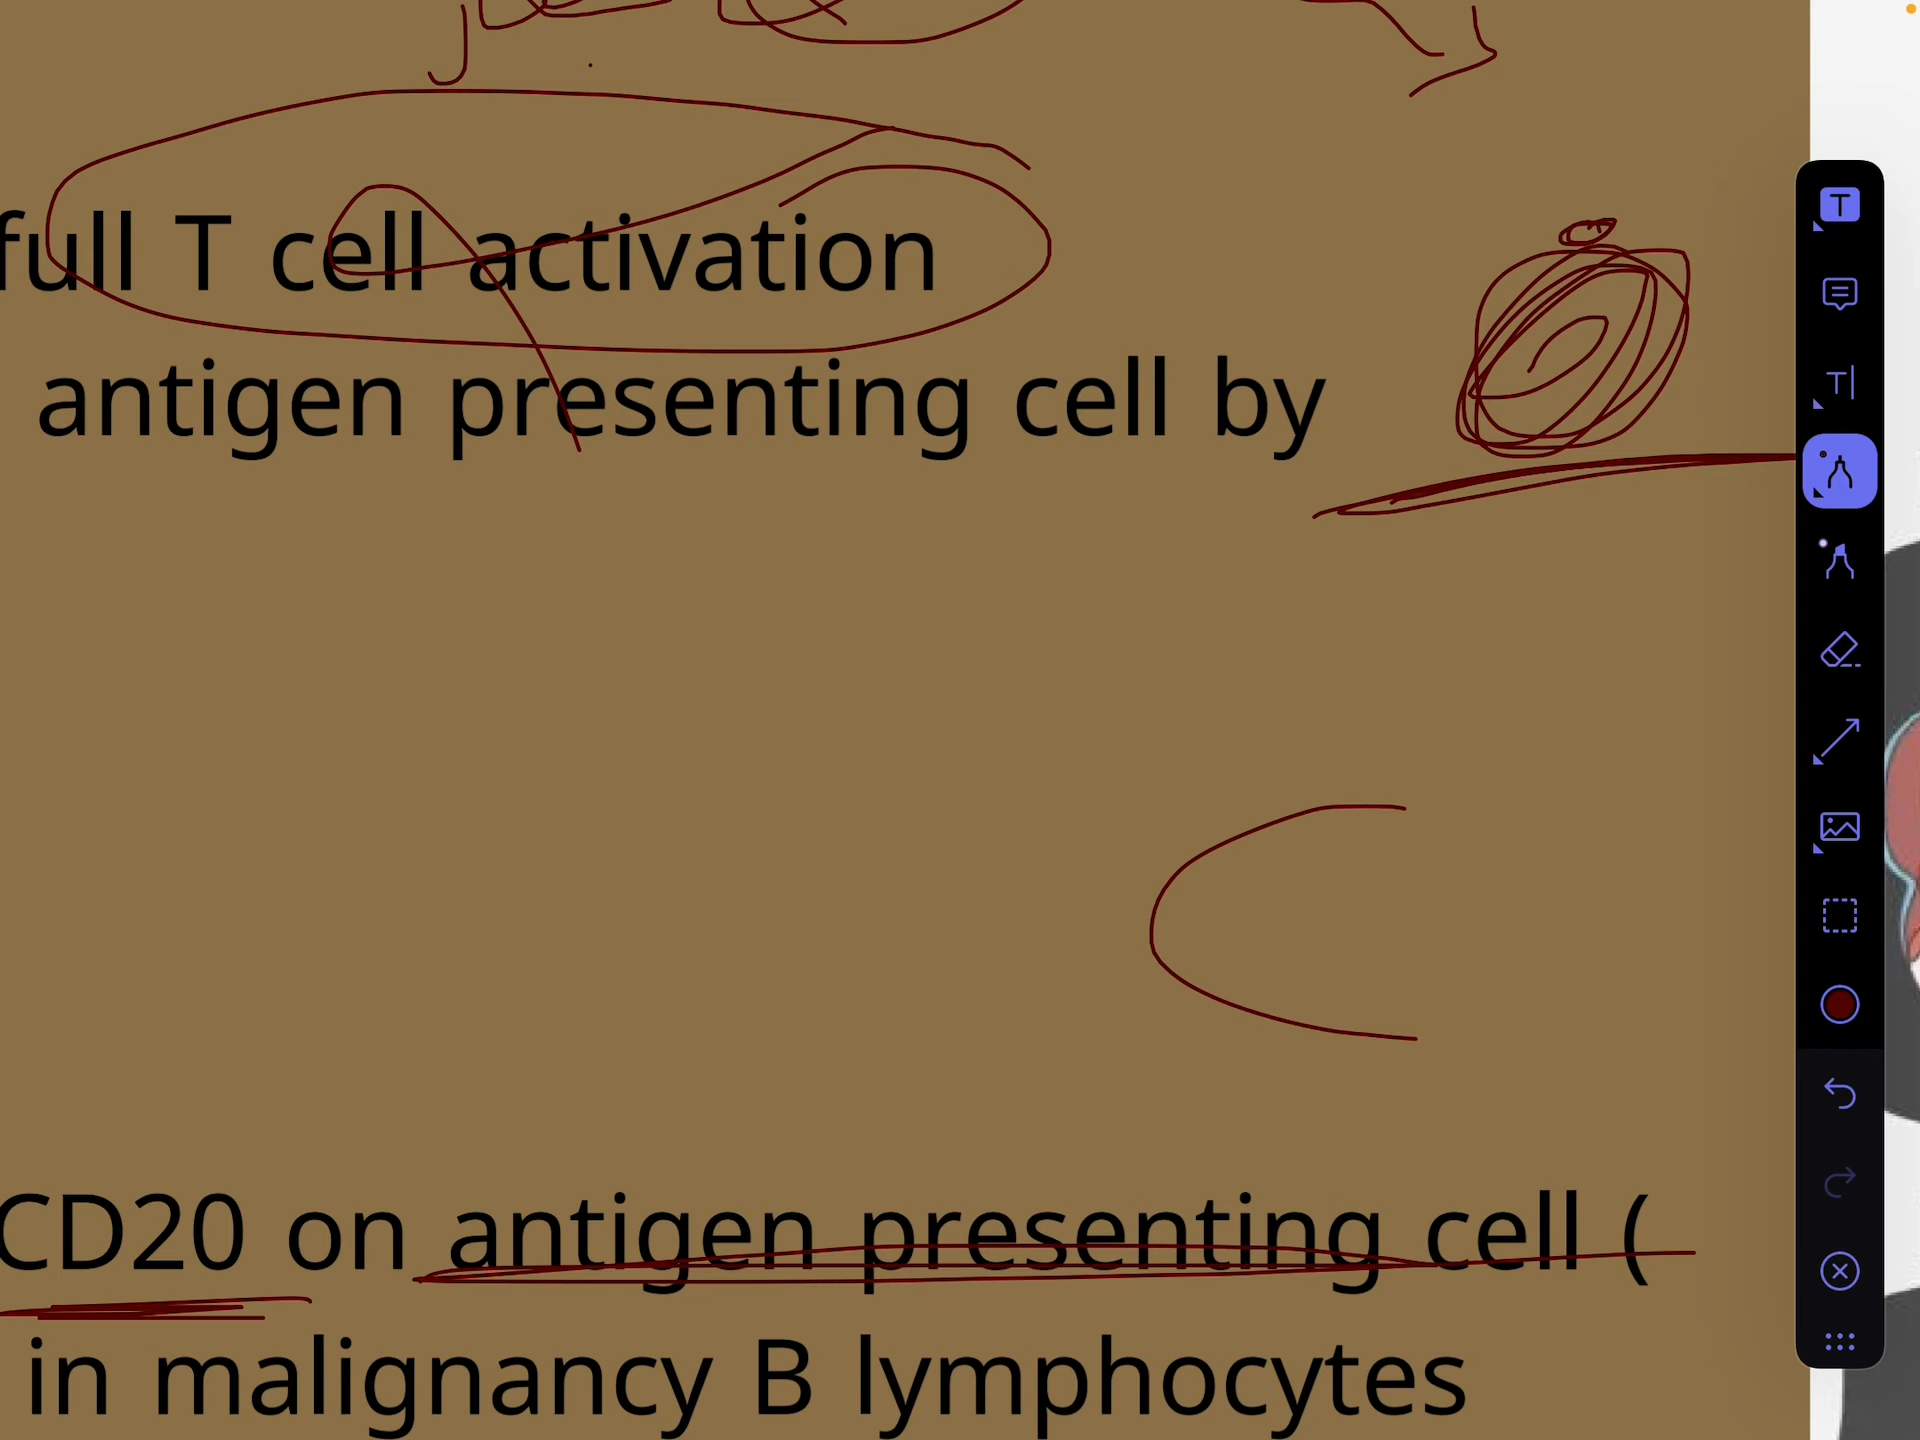 full T cell activation
antigen presenting cell by
CD20 on antigen presenting cell (
in malignancy B lymphocytes